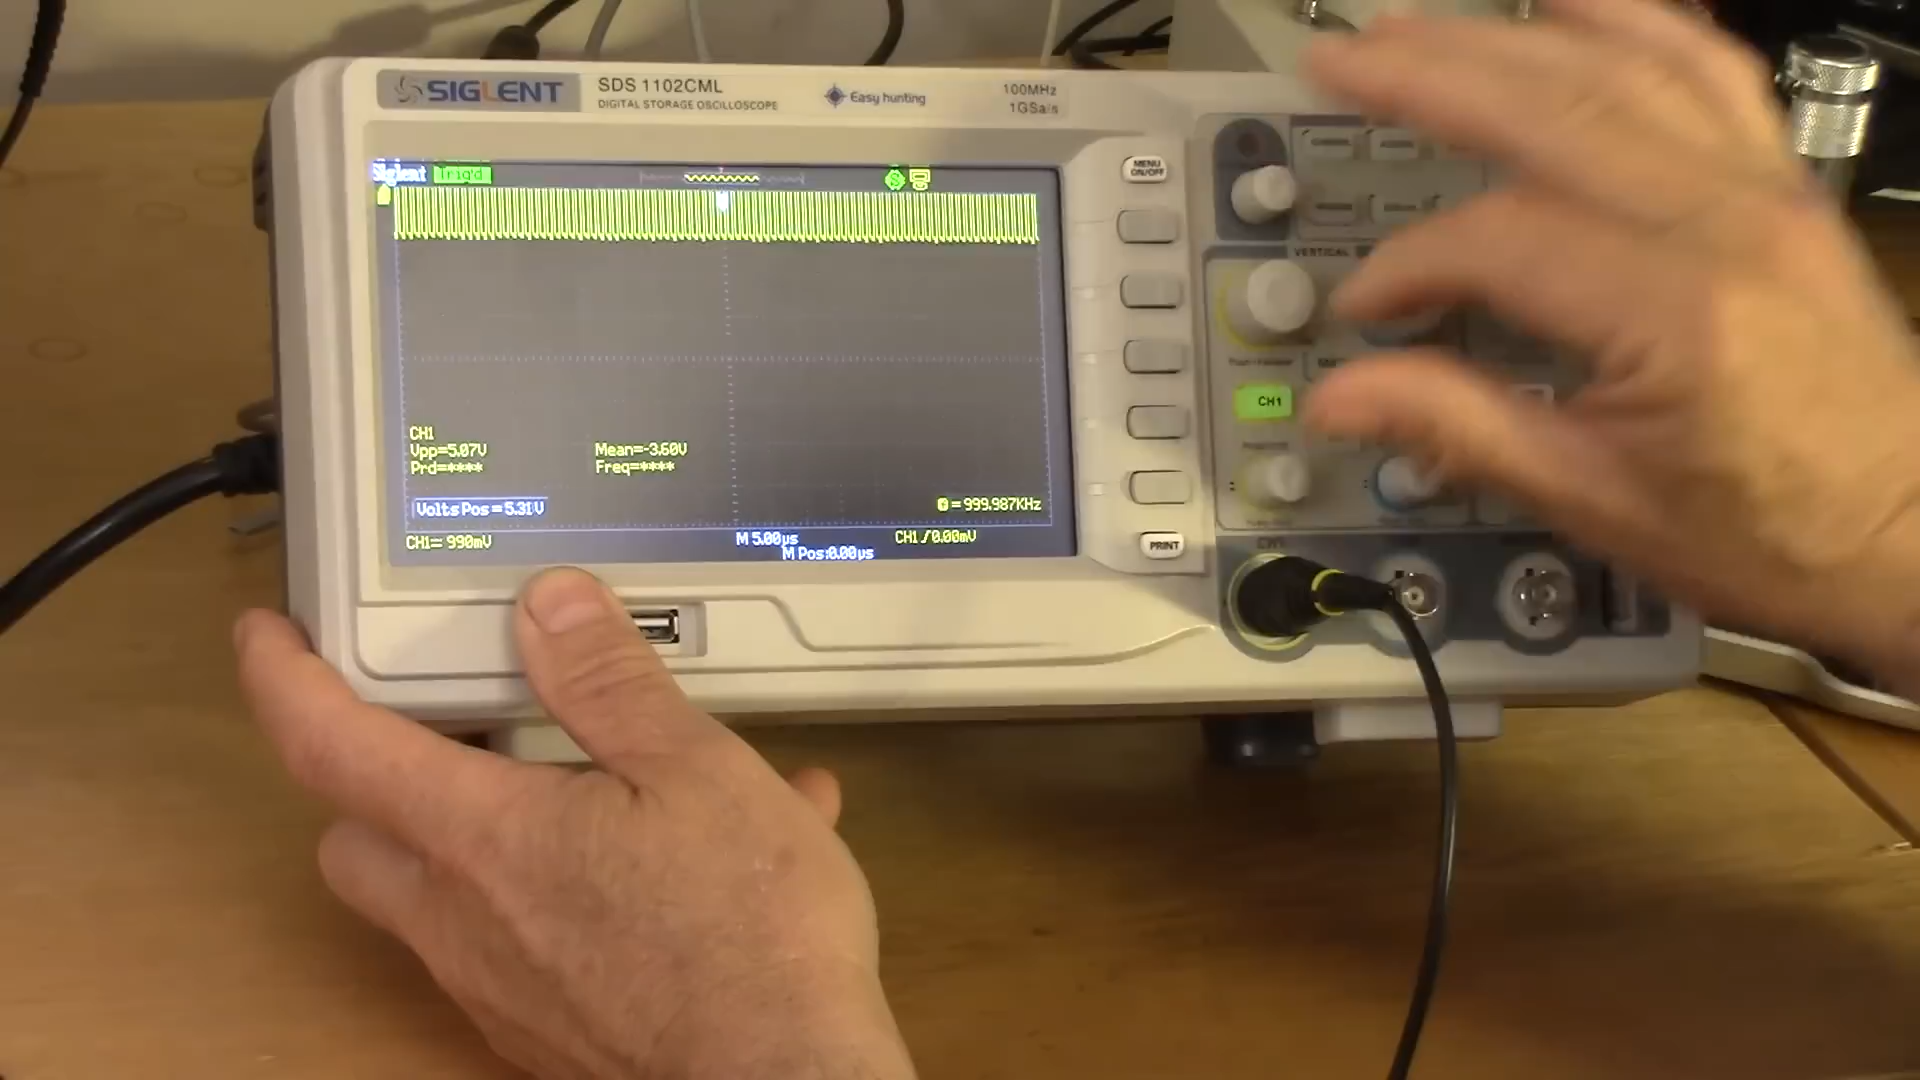 SIGLENT
SDS 1102CML
DIGITAL STORAGE OSCILLOSCOPE
Easy hunting
100MHz
1GSa/s
Siglent Trig'd
MENU
ON/OFF
VERTICAL
CH1
CH1
Vpp=5.07V Mean=-3.60V
Prd=**** Freq=****
Volts Pos=5.31V
=999.987KHz
CH1= 990mV
M 5.00µs
CH1 / 0.00mV
M Pos:0.00µs
PRINT
CH1